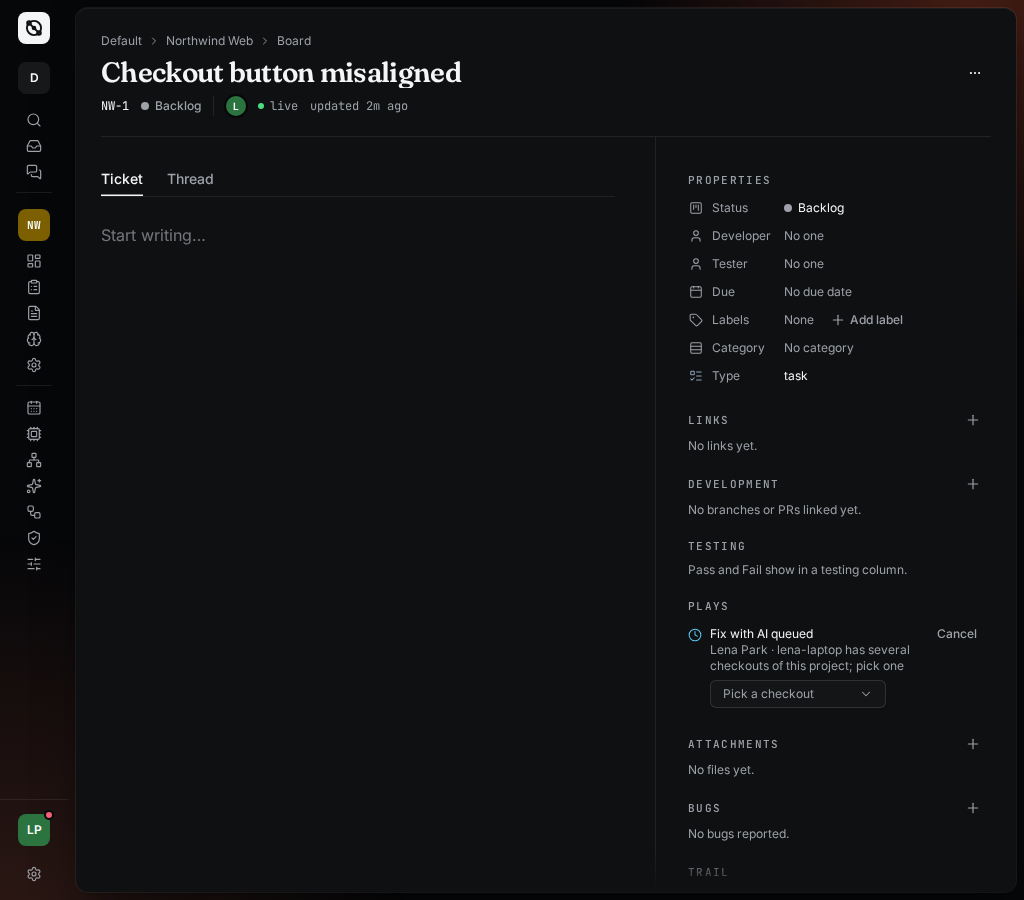 D
NW
LP
Default > Northwind Web > Board
Checkout button misaligned
NW-1 Backlog L live updated 2m ago
Ticket Thread
Start writing...
PROPERTIES
Status Backlog
Developer No one
Tester No one
Due No due date
Labels None + Add label
Category No category
Type task
LINKS
No links yet.
DEVELOPMENT
No branches or PRs linked yet.
TESTING
Pass and Fail show in a testing column.
PLAYS
Fix with AI queued Cancel
Lena Park · lena-laptop has several
checkouts of this project; pick one
Pick a checkout
ATTACHMENTS
No files yet.
BUGS
No bugs reported.
TRAIL